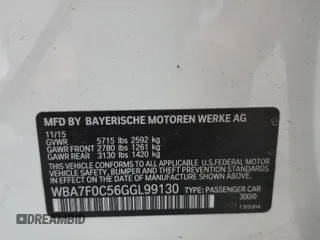 MFD BY BAYERISCHE MOTOREN WERKE AG
11/15
GVWR 5715 lbs 2592 kg
GAWR FRONT 2780 lbs 1261 kg
GAWR REAR 3130 lbs 1420 kg
THIS VEHICLE CONFORMS TO ALL APPLICABLE
FEDERAL MOTOR VEHICLE SAFETY, BUMPER,
AND THEFT PREVENTION STANDARDS IN EFFECT
ON THE DATE OF MANUFACTURE SHOWN ABOVE.
WBA7F0C56GGL99130 TYPE: PASSENGER CAR
300/0
DREAMBID